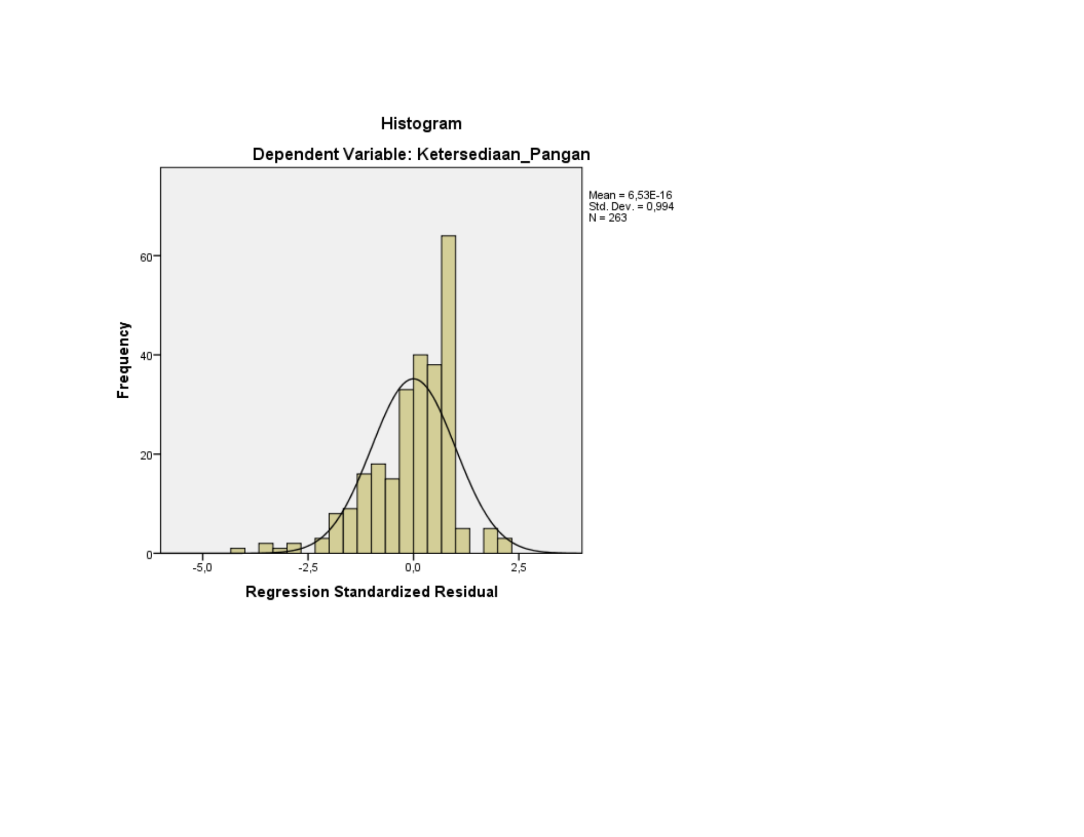 Histogram
Dependent Variable: Ketersediaan_Pangan
Mean = 6,53E-16
Std. Dev. = 0,994
N = 263
60
40
20
0
Frequency
-5,0
-2,5
0,0
2,5
Regression Standardized Residual